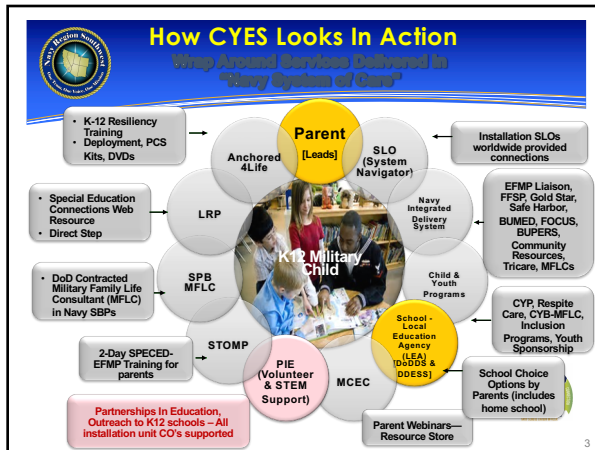 How CYES Looks In Action
Wrap Around Services Delivered in
"Navy System of Care"
Navy Region Northwest
One Team, One Voice, One Mission
• K-12 Resiliency
Training
• Deployment, PCS
Kits, DVDs
Anchored
4Life
Parent
[Leads]
SLO
(System
Navigator)
Installation SLOs
worldwide provided
connections
• Special Education
Connections Web
Resource
• Direct Step
LRP
Navy
Integrated
Delivery
System
EFMP Liaison,
FFSP, Gold Star,
Safe Harbor,
BUMED, FOCUS,
BUPERS,
Community
Resources,
Tricare, MFLCs
K12 Military
Child
• DoD Contracted
Military Family Life
Consultant (MFLC)
in Navy SBPs
SPB
MFLC
Child &
Youth
Programs
CYP, Respite
Care, CYB-MFLC,
Inclusion
Programs, Youth
Sponsorship
2-Day SPECED-
EFMP Training for
parents
STOMP
School -
Local
Education
Agency
(LEA)
[DoDDS &
DDESS]
School Choice
Options by
Parents (includes
home school)
Partnerships In Education,
Outreach to K12 schools – All
installation unit CO's supported
PIE
(Volunteer
& STEM
Support)
MCEC
Parent Webinars—
Resource Store
3